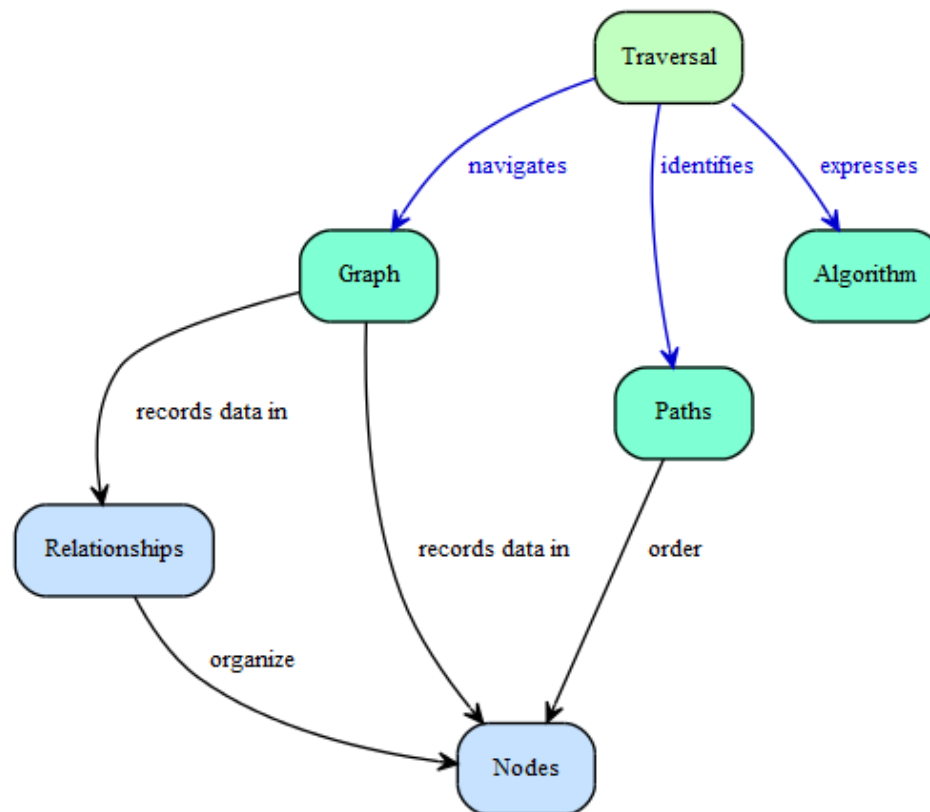 Traversal
navigates
identifies
expresses
Graph
Algorithm
Paths
records data in
Relationships
records data in
order
organize
Nodes